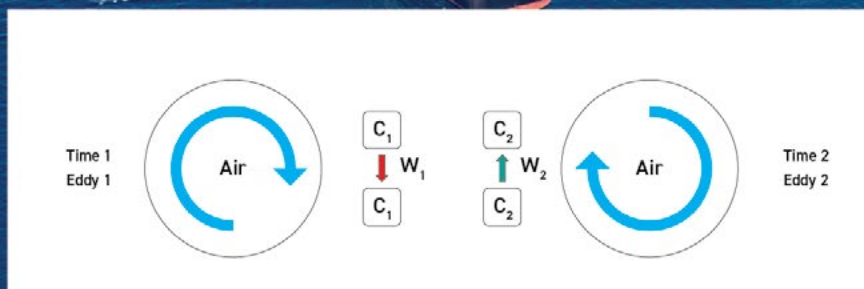 Time 1
Eddy 1
Air
C₁
W₁
C₁
C₂
W₂
C₂
Air
Time 2
Eddy 2